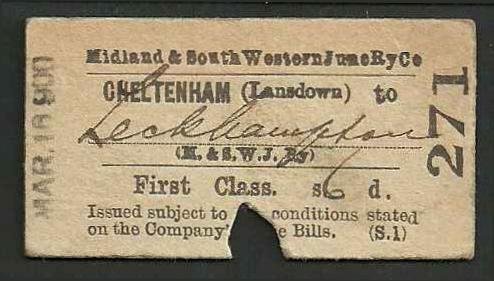 Midland & South Western Junc Ry Co
CHELTENHAM (Lansdown) to
Leckhampton
(M. & S. W. J. Ry)
First Class. s 6 d.
Issued subject to conditions stated
on the Company' e Bills. (S.1)
MAR. 16 900
271